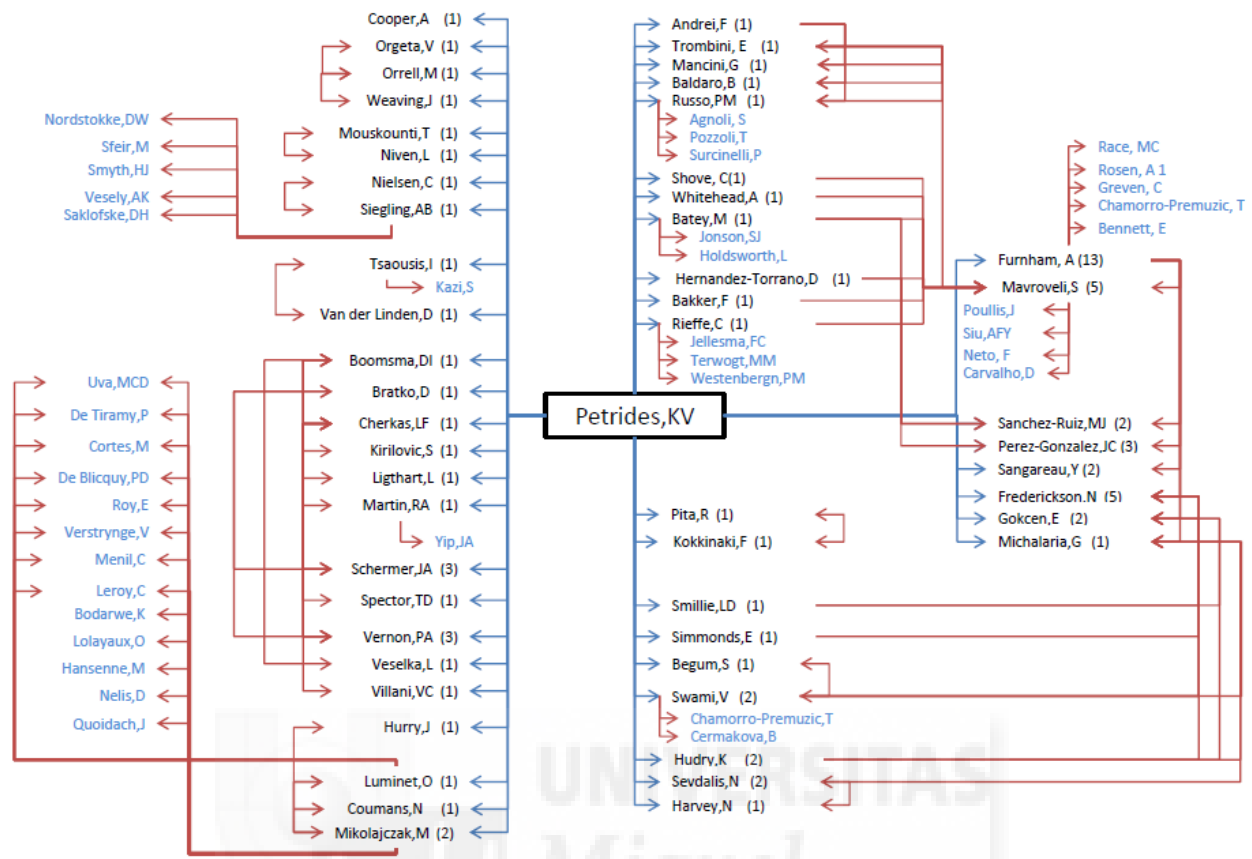 Cooper,A (1)
Orgeta,V (1)
Orrell,M (1)
Weaving,J (1)
Nordstokke,DW
Sfeir,M
Smyth,HJ
Vesely,AK
Saklofske,DH
Mouskounti,T (1)
Niven,L (1)
Nielsen,C (1)
Siegling,AB (1)
Tsaousis,I (1)
Kazi,S
Van der Linden,D (1)
Boomsma,DI (1)
Bratko,D (1)
Cherkas,LF (1)
Kirilovic,S (1)
Ligthart,L (1)
Martin,RA (1)
Yip,JA
Schermer,JA (3)
Spector,TD (1)
Vernon,PA (3)
Veselka,L (1)
Villani,VC (1)
Hurry,J (1)
Luminet,O (1)
Coumans,N (1)
Mikolajczak,M (2)
Uva,MCD
De Tiramy,P
Cortes,M
De Blicquy,PD
Roy,E
Verstrynge,V
Menil,C
Leroy,C
Bodarwe,K
Lolayaux,O
Hansenne,M
Nelis,D
Quoidach,J
Petrides,KV
Andrei,F (1)
Trombini, E (1)
Mancini,G (1)
Baldaro,B (1)
Russo,PM (1)
Agnoli, S
Pozzoli,T
Surcinelli,P
Shove, C(1)
Whitehead,A (1)
Batey,M (1)
Jonson,SJ
Holdsworth,L
Hernandez-Torrano,D (1)
Bakker,F (1)
Rieffe,C (1)
Jellesma,FC
Terwogt,MM
Westenbergn,PM
Pita,R (1)
Kokkinaki,F (1)
Smillie,LD (1)
Simmonds,E (1)
Begum,S (1)
Swami,V (2)
Chamorro-Premuzic,T
Cermakova,B
Hudry,K (2)
Sevdalis,N (2)
Harvey,N (1)
Race, MC
Rosen, A 1
Greven, C
Chamorro-Premuzic, T
Bennett, E
Furnham, A (13)
Mavroveli,S (5)
Poullis,J
Siu,AFY
Neto, F
Carvalho,D
Sanchez-Ruiz,MJ (2)
Perez-Gonzalez,JC (3)
Sangareau,Y (2)
Frederickson.N (5)
Gokcen,E (2)
Michalaria,G (1)
UNIVERSITAS
Miguel